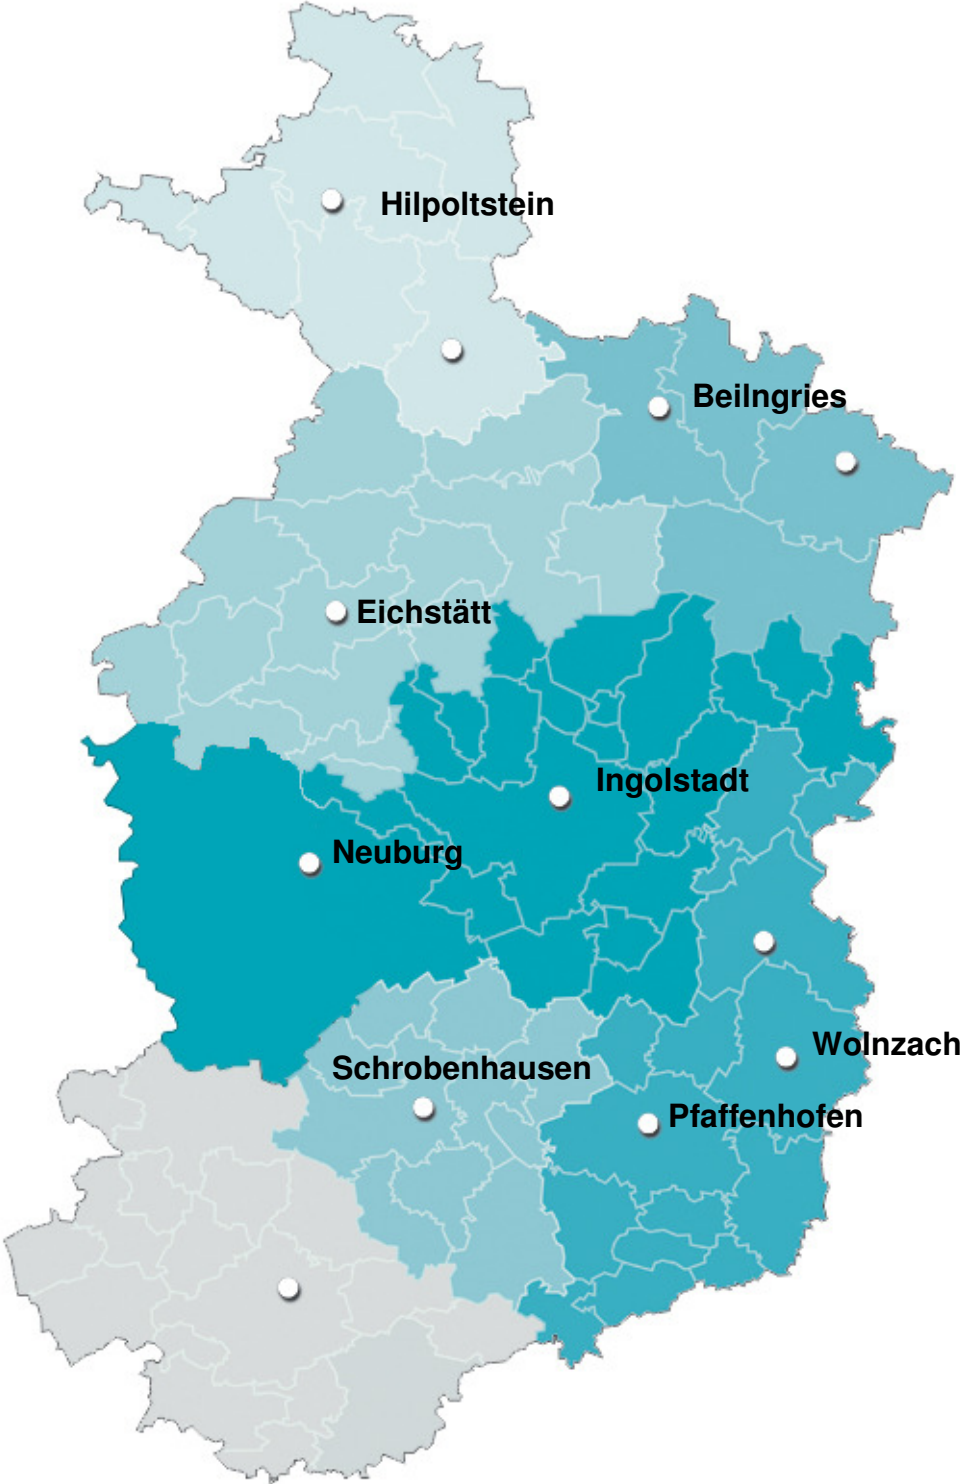 Hilpoltstein
Beilngries
Eichstätt
Ingolstadt
Neuburg
Wolnzach
Schrobenhausen
Pfaffenhofen